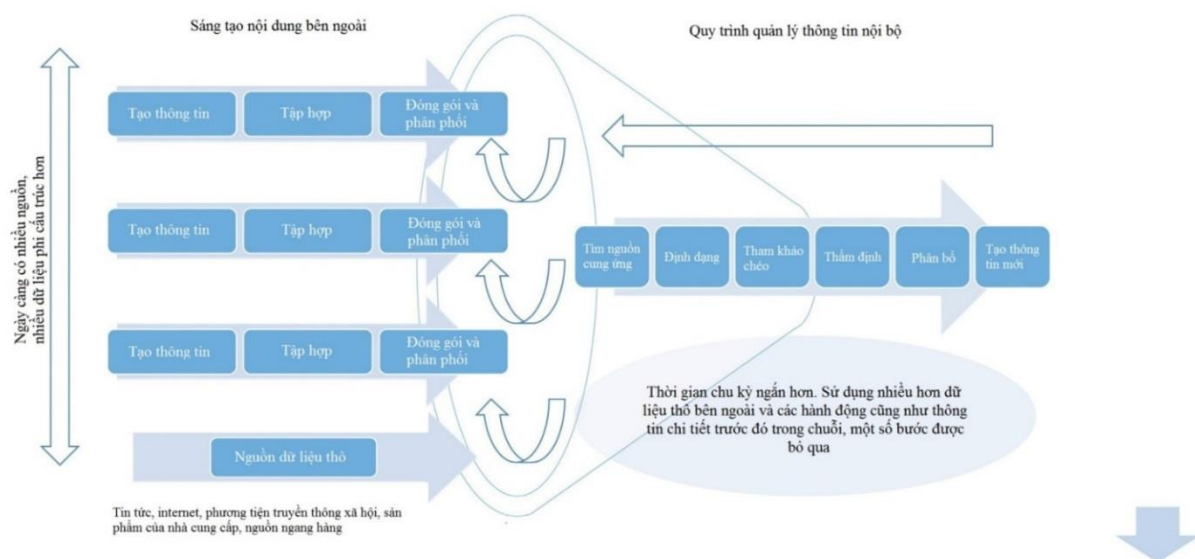 Sáng tạo nội dung bên ngoài
Quy trình quản lý thông tin nội bộ
Ngày càng có nhiều nguồn,
nhiều dữ liệu phi cấu trúc hơn
Tạo thông tin
Tập hợp
Đóng gói và
phân phối
Tạo thông tin
Tập hợp
Đóng gói và
phân phối
Tìm nguồn
cung ứng
Định dạng
Tham khảo
chéo
Thẩm định
Phân bổ
Tạo thông
tin mới
Tạo thông tin
Tập hợp
Đóng gói và
phân phối
Thời gian chu kỳ ngắn hơn. Sử dụng nhiều hơn dữ
liệu thô bên ngoài và các hành động cũng như thông
tin chi tiết trước đó trong chuỗi, một số bước được
bỏ qua
Nguồn dữ liệu thô
Tin tức, internet, phương tiện truyền thông xã hội, sản
phẩm của nhà cung cấp, nguồn ngang hàng